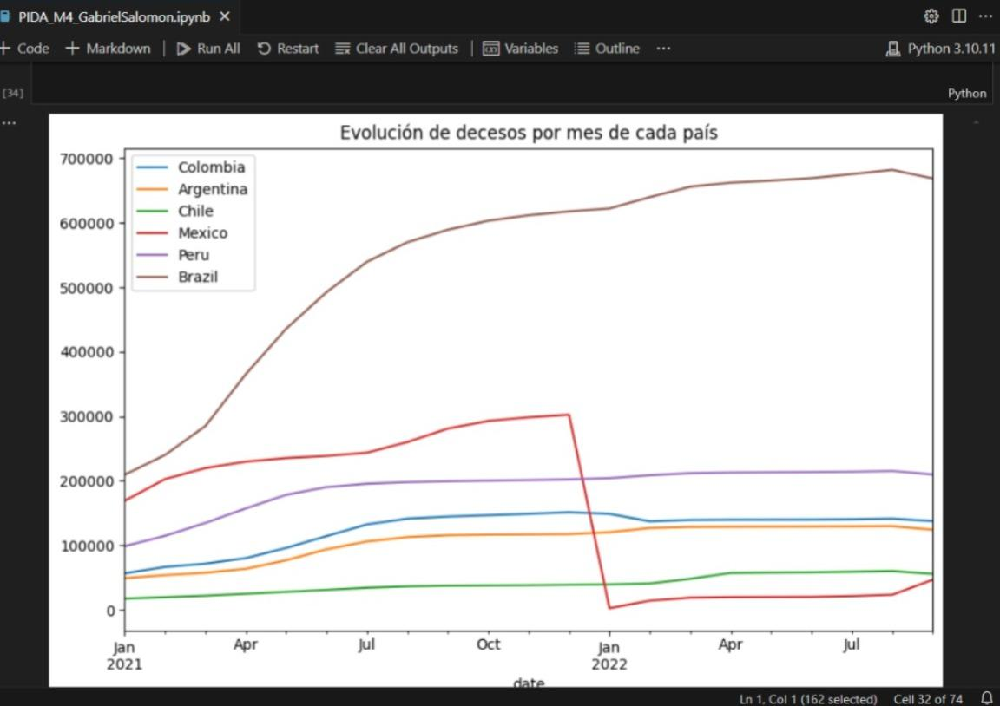 PIDA_M4_GabrielSalomon.ipynb
Code Markdown Run All Restart Clear All Outputs Variables Outline Python 3.10.11
[34]
Python
Evolución de decesos por mes de cada país
700000
600000
500000
400000
300000
200000
100000
0
Colombia
Argentina
Chile
Mexico
Peru
Brazil
Jan Apr Jul Oct Jan Apr Jul
2021 2022
date
Ln 1, Col 1 (162 selected) Cell 32 of 74